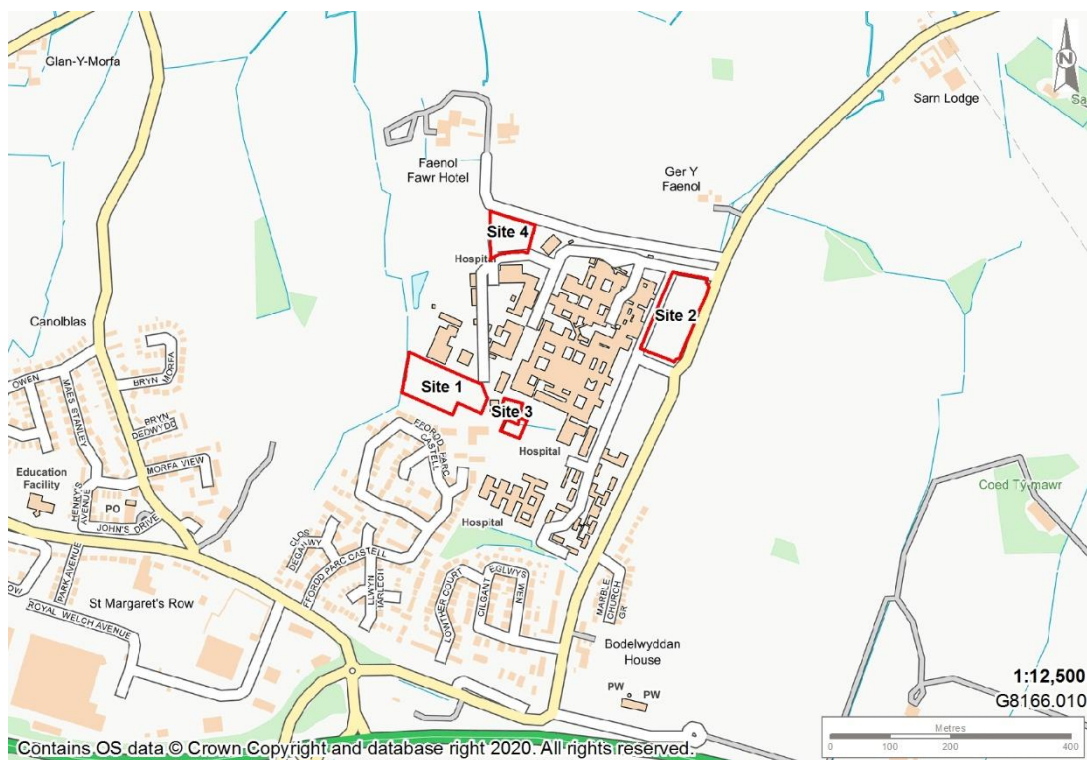 Glan-Y-Morfa
N
Sarn Lodge
Faenol
Fawr Hotel
Ger Y
Faenol
Site 4
Hospital
Site 2
Canolblas
Site 1
Site 3
Hospital
OWEN
MAES STANLEY
BRYN MORFA
BRYN
DEDWYDD
MORFA VIEW
FFOROD PARC
CASTELL
Education
Facility
HENRY'S
AVENUE
PO
JOHN'S DRIVE
Hospital
Coed Tŷ-mawr
CLOS
DEGANWY
FFOROD PARC CASTELL
LLWYN
HARLECH
LOWTHER COURT
CILGANT
EGLWYS
WEN
MARBLE
CHURCH
GR
PARK AVENUE
St Margaret's Row
ROYAL WELCH AVENUE
Bodelwyddan
House
PW
PW
1:12,500
G8166.010
Metres
0 100 200 400
Contains OS data © Crown Copyright and database right 2020. All rights reserved.